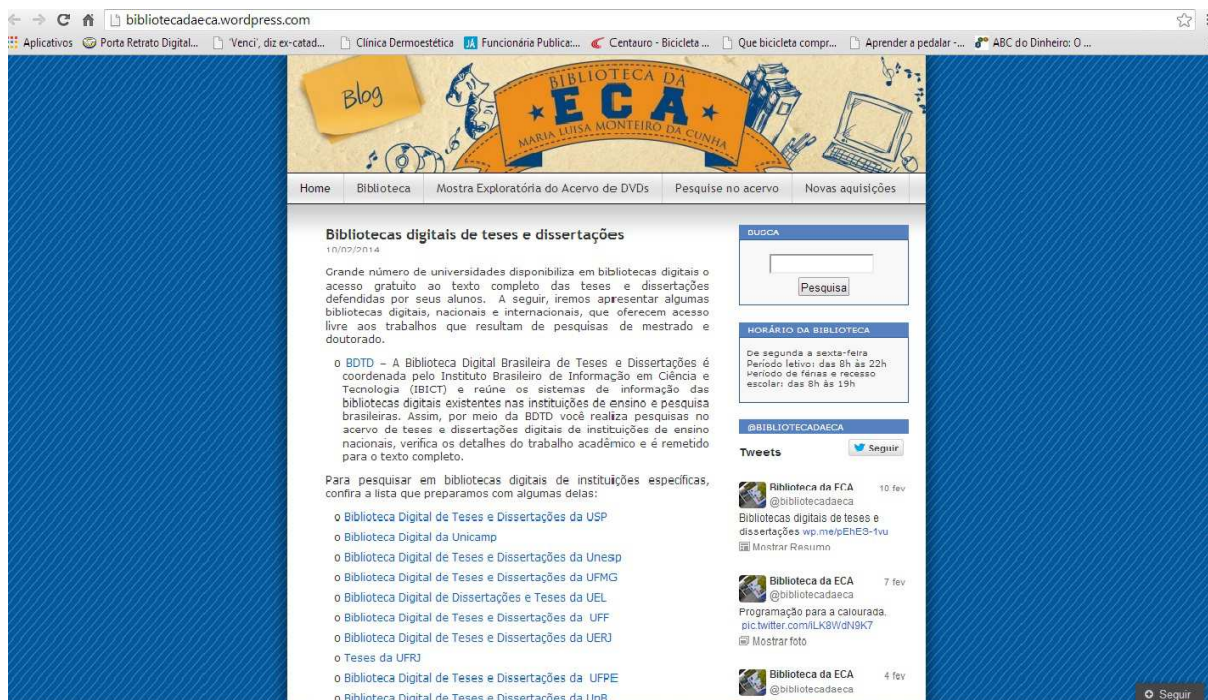 bibliotecadaeca.wordpress.com
Aplicativos Porta Retrato Digital... 'Venci', diz ex-catad... Clínica Dermoestética JÁ Funcionária Publica:... Centauro - Bicicleta ... Que bicicleta compr... Aprender a pedalar -... ABC do Dinheiro: O ...
Blog
BIBLIOTECA DA
ECA
MARIA LUISA MONTEIRO DA CUNHA
Home Biblioteca Mostra Exploratória do Acervo de DVDs Pesquise no acervo Novas aquisições
Bibliotecas digitais de teses e dissertações
10/02/2014
Grande número de universidades disponibiliza em bibliotecas digitais o
acesso gratuito ao texto completo das teses e dissertações
defendidas por seus alunos. A seguir, iremos apresentar algumas
bibliotecas digitais, nacionais e internacionais, que oferecem acesso
livre aos trabalhos que resultam de pesquisas de mestrado e
doutorado.
o BDTD – A Biblioteca Digital Brasileira de Teses e Dissertações é
coordenada pelo Instituto Brasileiro de Informação em Ciência e
Tecnologia (IBICT) e reúne os sistemas de informação das
bibliotecas digitais existentes nas instituições de ensino e pesquisa
brasileiras. Assim, por meio da BDTD você realiza pesquisas no
acervo de teses e dissertações digitais de instituições de ensino
nacionais, verifica os detalhes do trabalho acadêmico e é remetido
para o texto completo.
Para pesquisar em bibliotecas digitais de instituições específicas,
confira a lista que preparamos com algumas delas:
o Biblioteca Digital de Teses e Dissertações da USP
o Biblioteca Digital da Unicamp
o Biblioteca Digital de Teses e Dissertações da Unesp
o Biblioteca Digital de Teses e Dissertações da UFMG
o Biblioteca Digital de Dissertações e Teses da UEL
o Biblioteca Digital de Teses e Dissertações da UFF
o Biblioteca Digital de Teses e Dissertações da UERJ
o Teses da UFRJ
o Biblioteca Digital de Teses e Dissertações da UFPE
o Biblioteca Digital de Teses e Dissertações da UnB
BUSCA
Pesquisa
HORÁRIO DA BIBLIOTECA
De segunda a sexta-feira
Período letivo: das 8h às 22h
Período de férias e recesso
escolar: das 8h às 19h
@BIBLIOTECADAECA
Tweets Seguir
Biblioteca da ECA 10 fev
@bibliotecadaeca
Bibliotecas digitais de teses e
dissertações wp.me/pEhES-1vu
Mostrar Resumo
Biblioteca da ECA 7 fev
@bibliotecadaeca
Programação para a calourada.
pic.twitter.com/iLK8WdN9K7
Mostrar foto
Biblioteca da ECA 4 fev
@bibliotecadaeca
Seguir